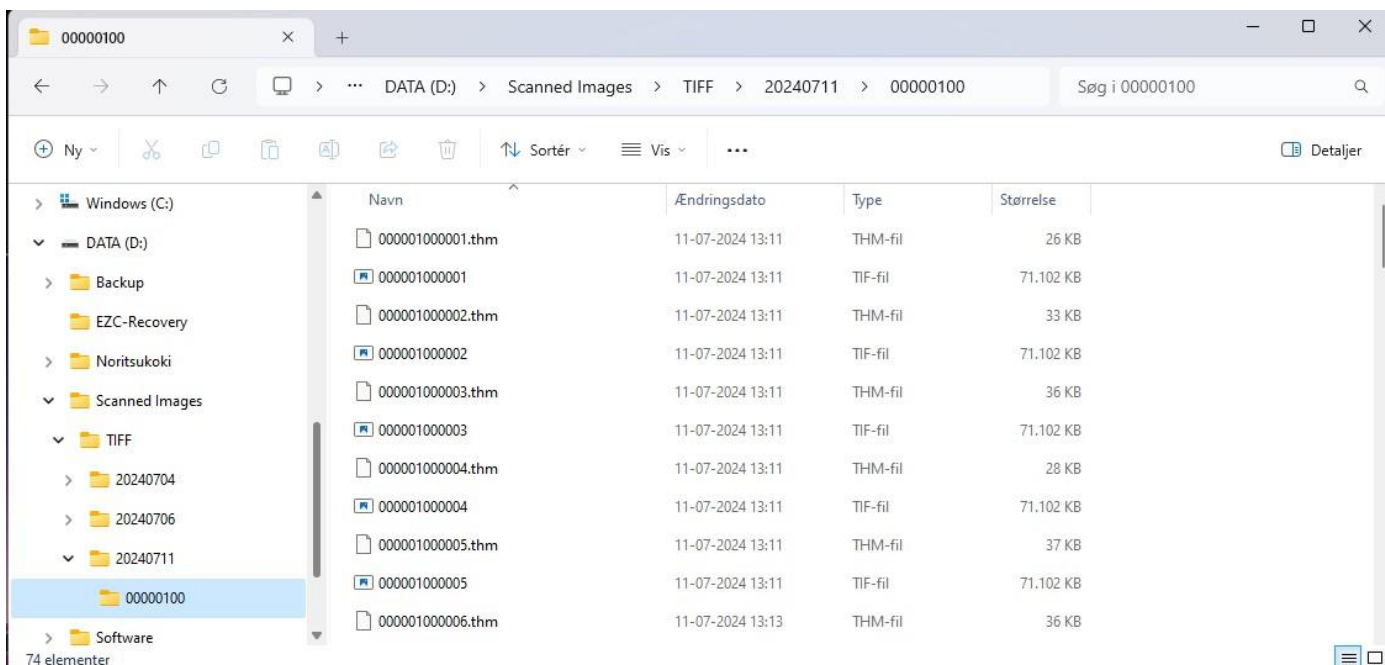 00000100
DATA (D:) > Scanned Images > TIFF > 20240711 > 00000100
Søg i 00000100
Ny
Sortér
Vis
Detaljer
Windows (C:)
DATA (D:)
Backup
EZC-Recovery
Noritsukoki
Scanned Images
TIFF
20240704
20240706
20240711
00000100
Software
Navn Ændringsdato Type Størrelse
000001000001.thm 11-07-2024 13:11 THM-fil 26 KB
000001000001 11-07-2024 13:11 TIF-fil 71.102 KB
000001000002.thm 11-07-2024 13:11 THM-fil 33 KB
000001000002 11-07-2024 13:11 TIF-fil 71.102 KB
000001000003.thm 11-07-2024 13:11 THM-fil 36 KB
000001000003 11-07-2024 13:11 TIF-fil 71.102 KB
000001000004.thm 11-07-2024 13:11 THM-fil 28 KB
000001000004 11-07-2024 13:11 TIF-fil 71.102 KB
000001000005.thm 11-07-2024 13:11 THM-fil 37 KB
000001000005 11-07-2024 13:11 TIF-fil 71.102 KB
000001000006.thm 11-07-2024 13:13 THM-fil 36 KB
74 elementer